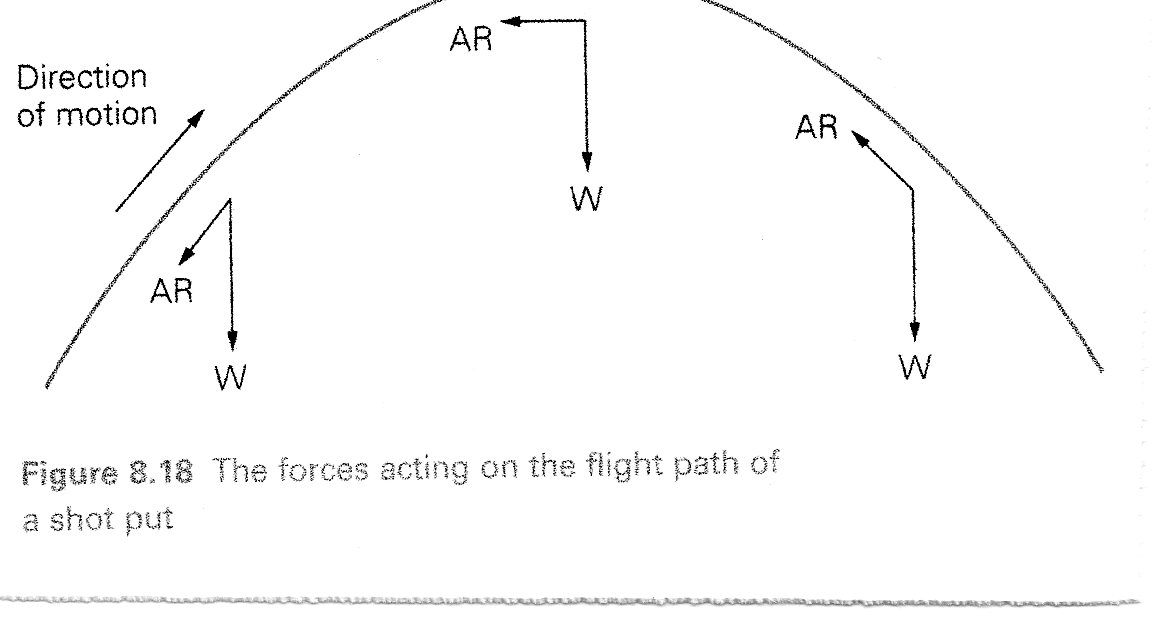 AR
Direction
of motion
AR
W
AR
W
W
Figure 8.18 The forces acting on the flight path of
a shot put